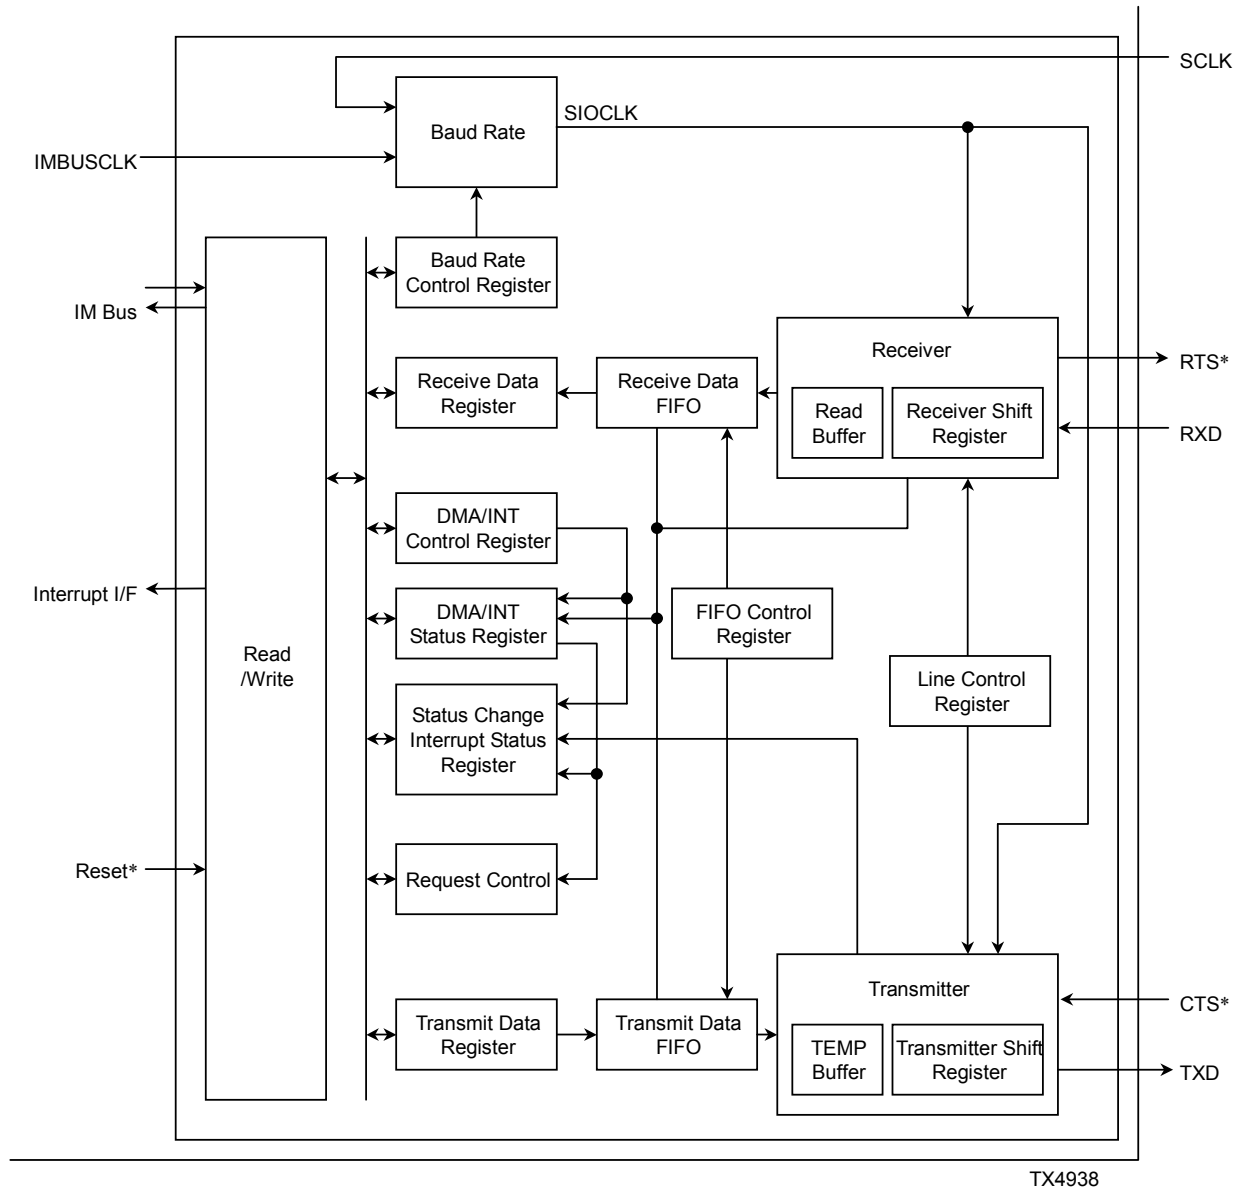 SCLK
SIOCLK
Baud Rate
IMBUSCLK
Baud Rate
Control Register
IM Bus
Receiver
RTS*
Receive Data
Register
Receive Data
FIFO
Read
Buffer
Receiver Shift
Register
RXD
DMA/INT
Control Register
Interrupt I/F
DMA/INT
Status Register
FIFO Control
Register
Read
/Write
Line Control
Register
Status Change
Interrupt Status
Register
Reset*
Request Control
Transmitter
CTS*
Transmit Data
Register
Transmit Data
FIFO
TEMP
Buffer
Transmitter Shift
Register
TXD
TX4938